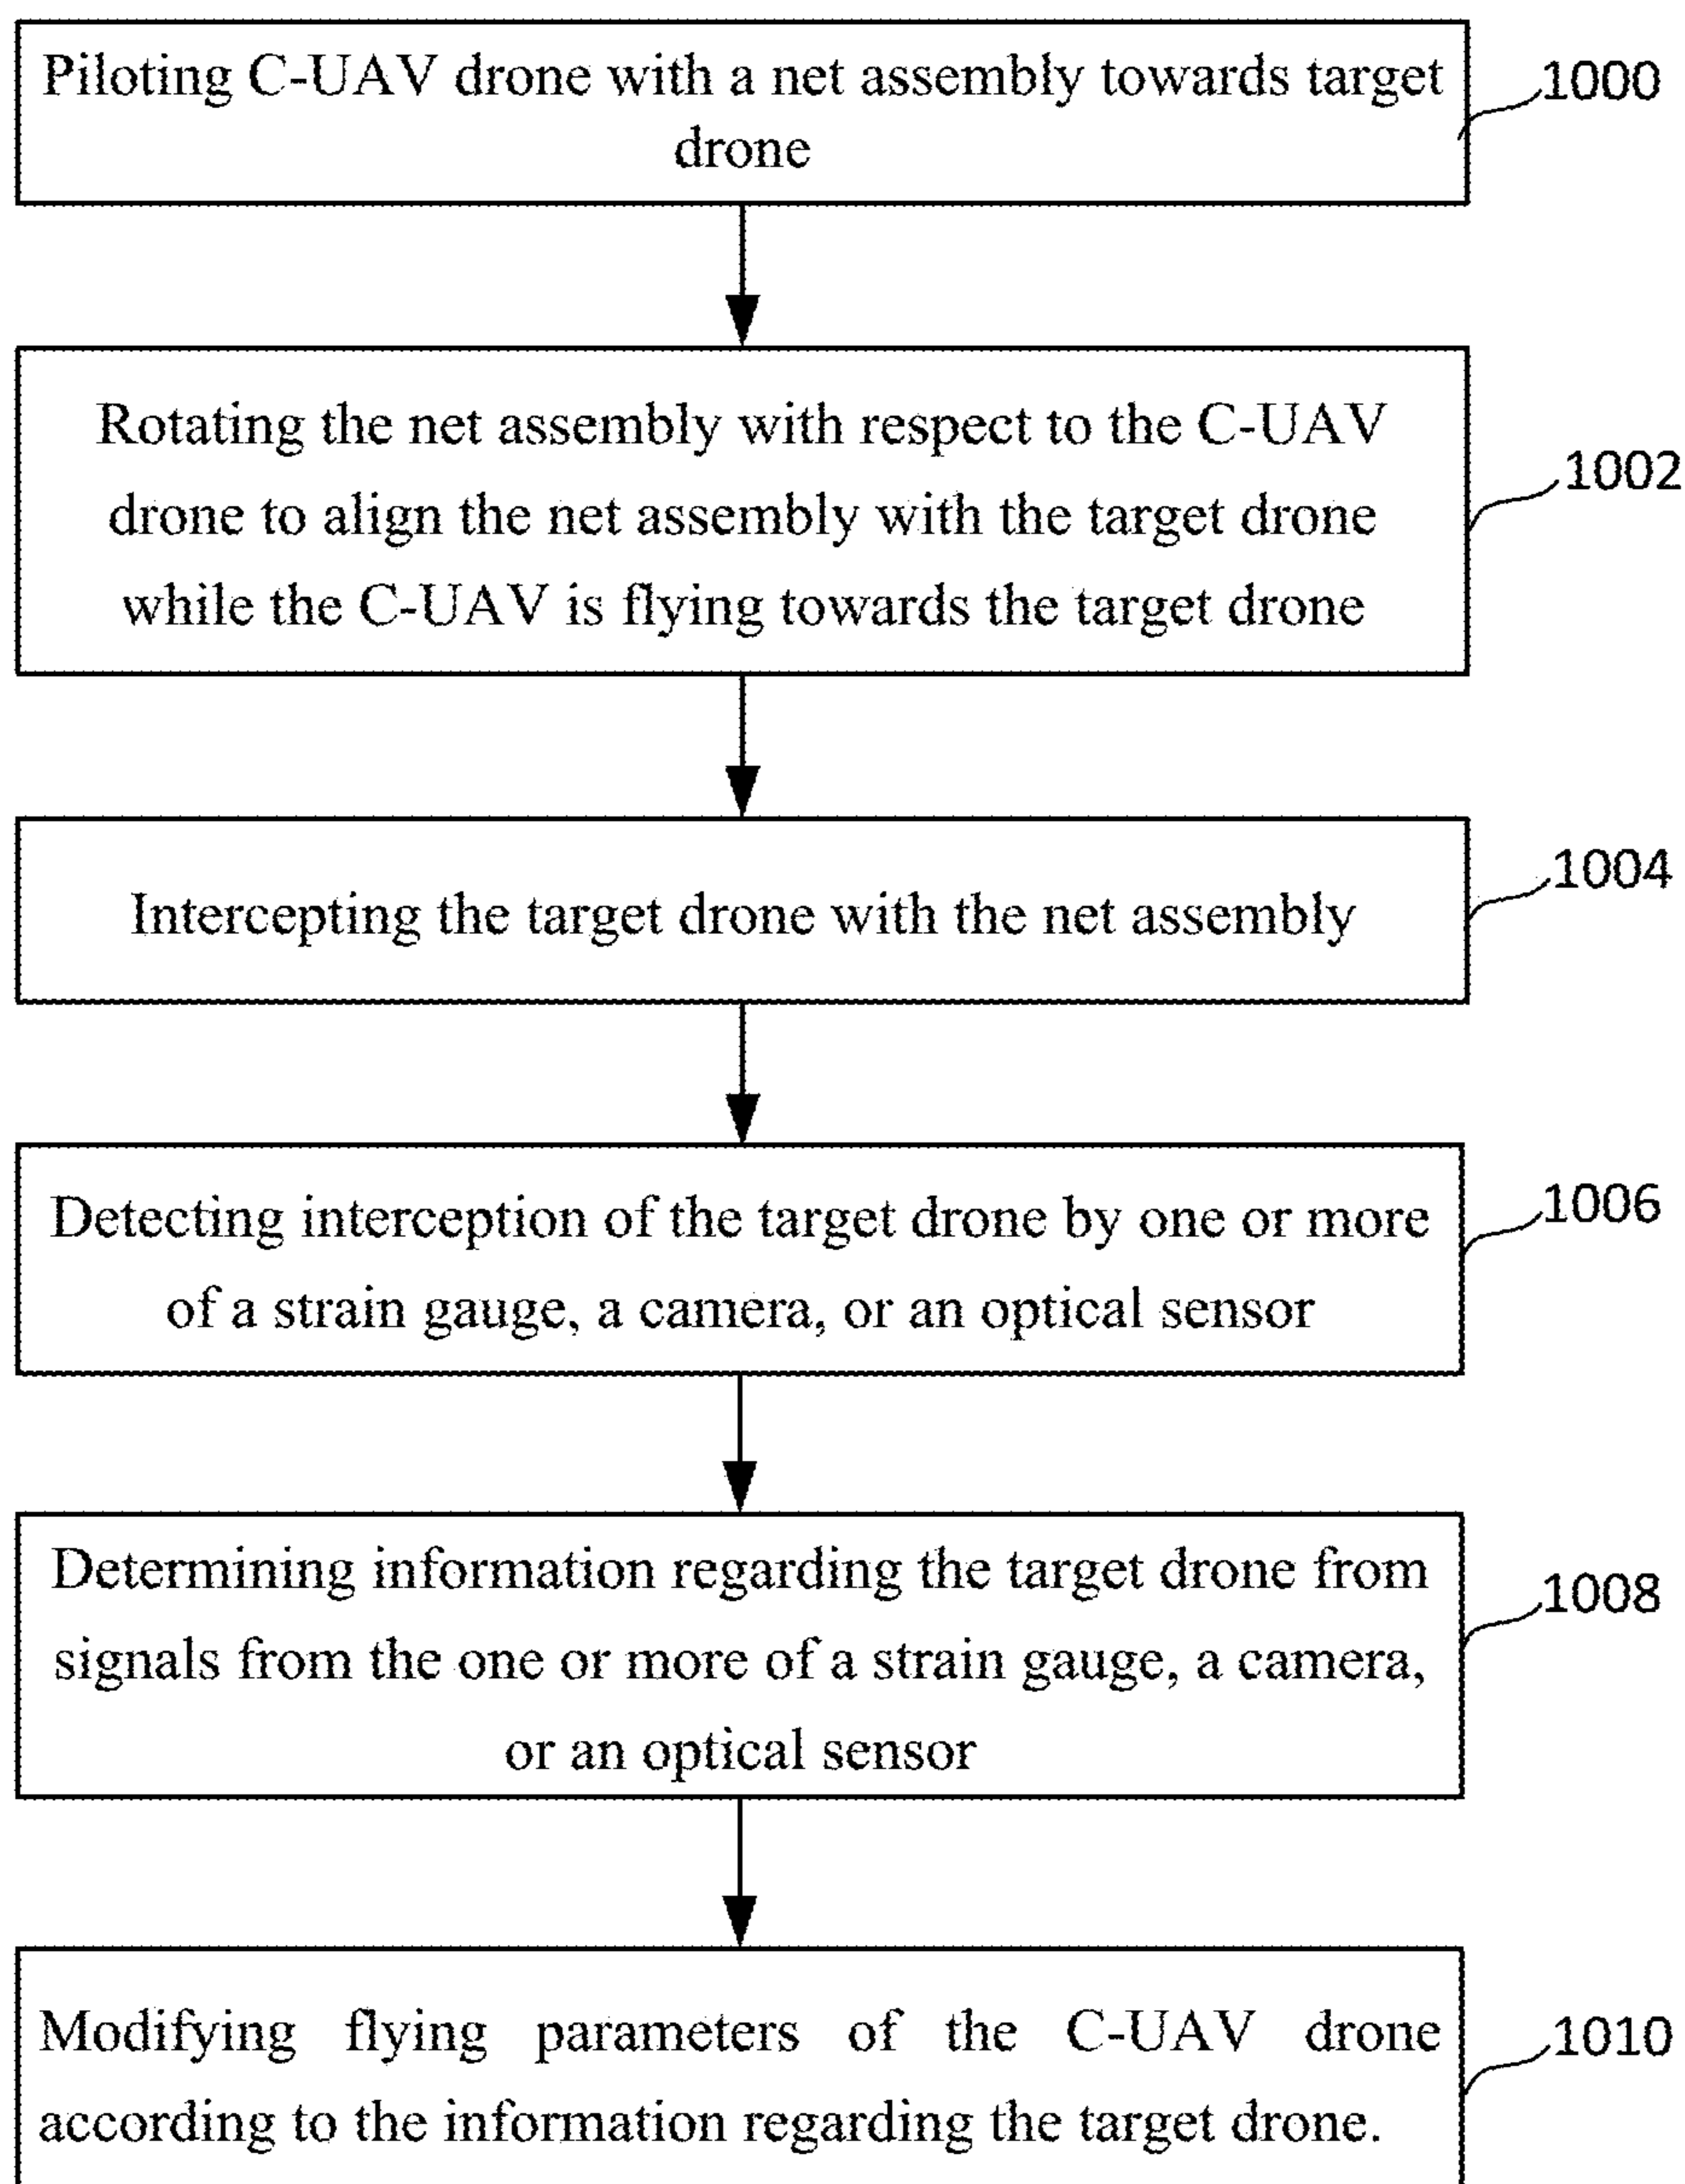 Piloting C-UAV drone with a net assembly towards target
drone
1000
Rotating the net assembly with respect to the C-UAV
drone to align the net assembly with the target drone
while the C-UAV is flying towards the target drone
1002
Intercepting the target drone with the net assembly
1004
Detecting interception of the target drone by one or more
of a strain gauge, a camera, or an optical sensor
1006
Determining information regarding the target drone from
signals from the one or more of a strain gauge, a camera,
or an optical sensor
1008
Modifying flying parameters of the C-UAV drone
according to the information regarding the target drone.
1010